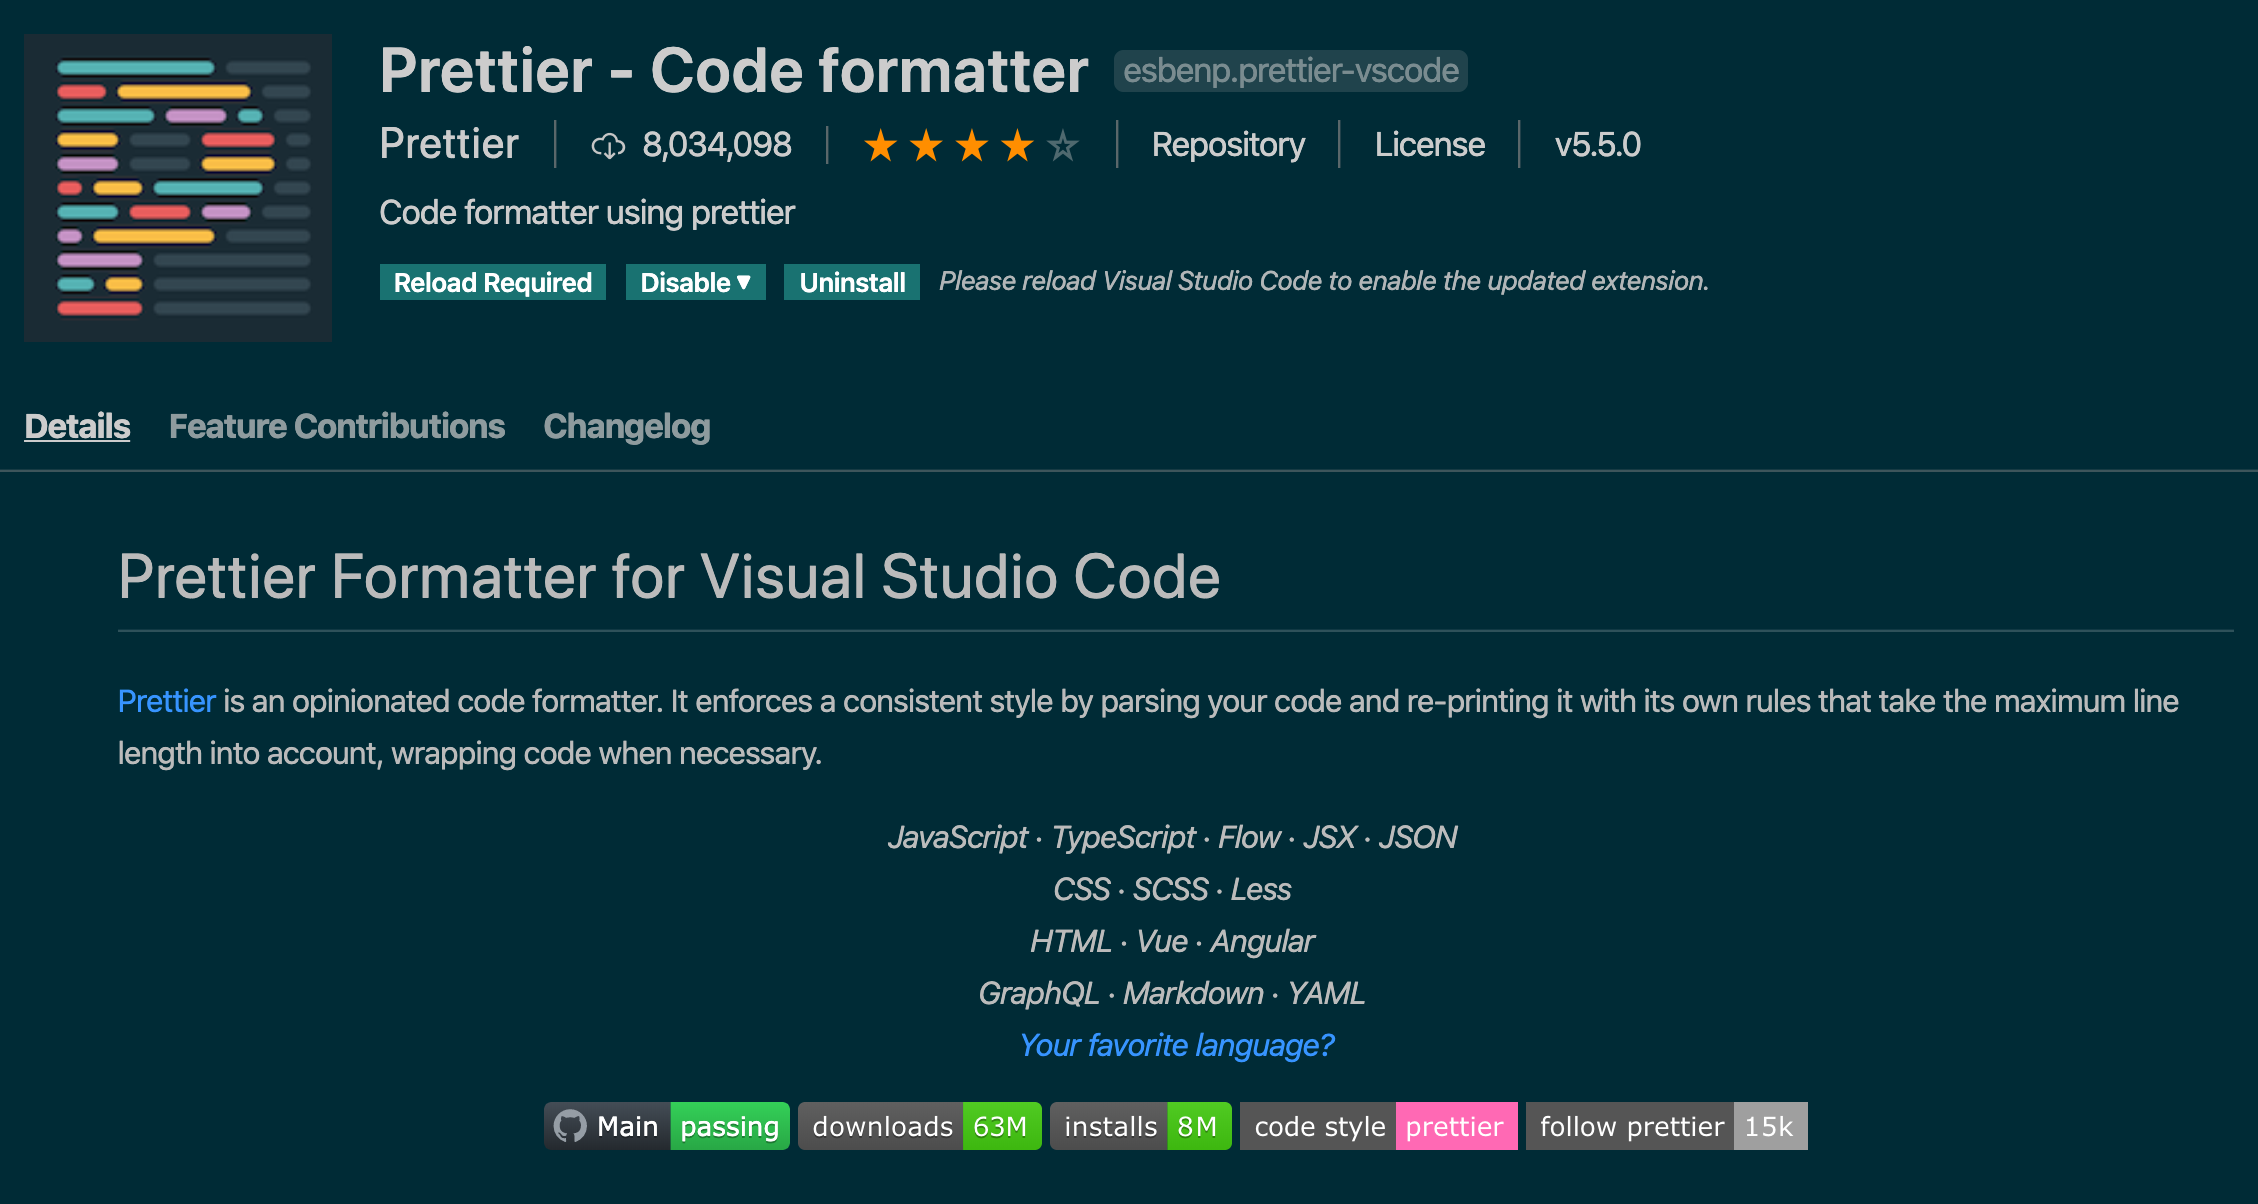 Prettier - Code formatter esbenp.prettier-vscode
Prettier 8,034,098 Repository License v5.5.0
Code formatter using prettier
Reload Required Disable Uninstall Please reload Visual Studio Code to enable the updated extension.
Details Feature Contributions Changelog
Prettier Formatter for Visual Studio Code
Prettier is an opinionated code formatter. It enforces a consistent style by parsing your code and re-printing it with its own rules that take the maximum line
length into account, wrapping code when necessary.
JavaScript · TypeScript · Flow · JSX · JSON
CSS · SCSS · Less
HTML · Vue · Angular
GraphQL · Markdown · YAML
Your favorite language?
Main passing downloads 63M installs 8M code style prettier follow prettier 15k